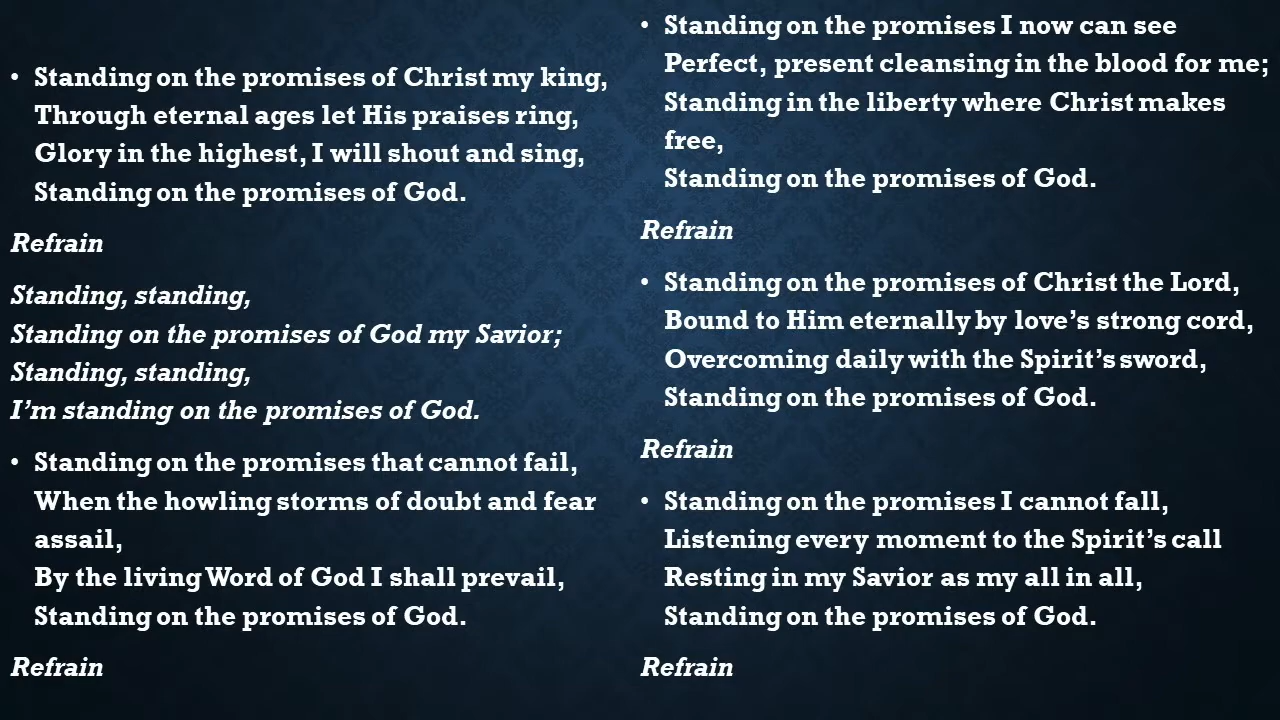 • Standing on the promises of Christ my king,
Through eternal ages let His praises ring,
Glory in the highest, I will shout and sing,
Standing on the promises of God.
Refrain
Standing, standing,
Standing on the promises of God my Savior;
Standing, standing,
I’m standing on the promises of God.
• Standing on the promises that cannot fail,
When the howling storms of doubt and fear
assail,
By the living Word of God I shall prevail,
Standing on the promises of God.
Refrain
• Standing on the promises I now can see
Perfect, present cleansing in the blood for me;
Standing in the liberty where Christ makes
free,
Standing on the promises of God.
Refrain
• Standing on the promises of Christ the Lord,
Bound to Him eternally by love’s strong cord,
Overcoming daily with the Spirit’s sword,
Standing on the promises of God.
Refrain
• Standing on the promises I cannot fall,
Listening every moment to the Spirit’s call
Resting in my Savior as my all in all,
Standing on the promises of God.
Refrain